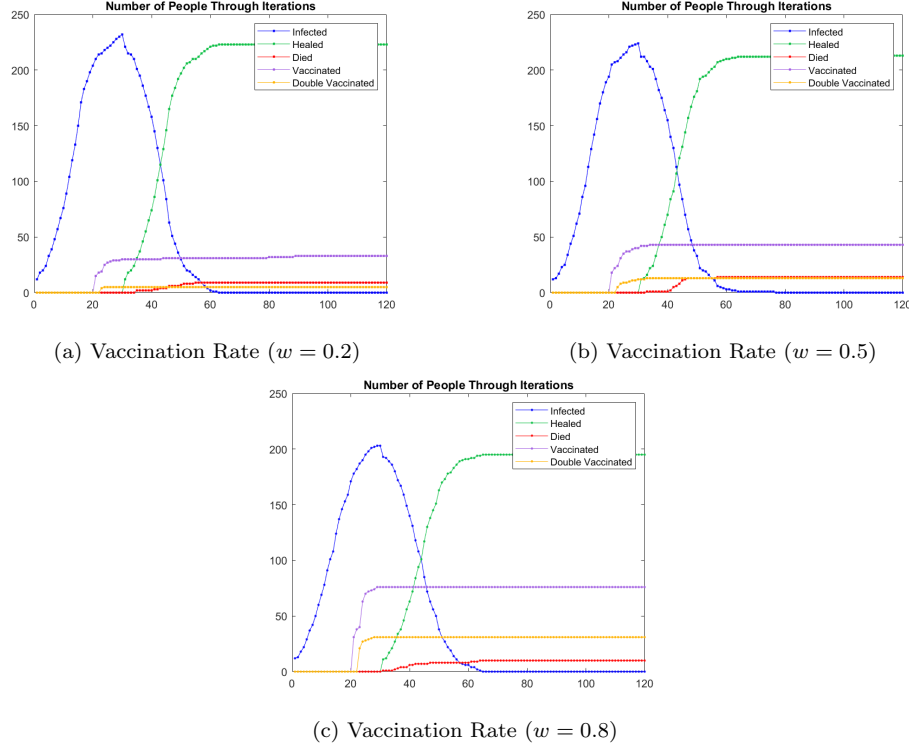 Number of People Through Iterations
250
200
150
100
50
0
0 20 40 60 80 100 120
Infected
Healed
Died
Vaccinated
Double Vaccinated
(a) Vaccination Rate (w = 0.2)
Number of People Through Iterations
250
200
150
100
50
0
0 20 40 60 80 100 120
Infected
Healed
Died
Vaccinated
Double Vaccinated
(b) Vaccination Rate (w = 0.5)
Number of People Through Iterations
250
200
150
100
50
0
0 20 40 60 80 100 120
Infected
Healed
Died
Vaccinated
Double Vaccinated
(c) Vaccination Rate (w = 0.8)